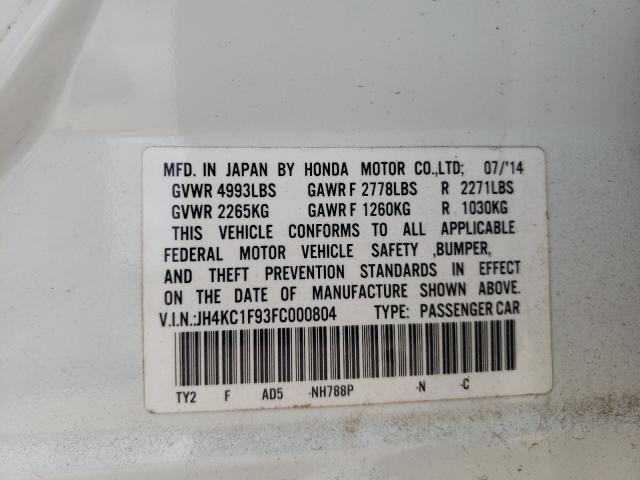 MFD. IN JAPAN BY HONDA MOTOR CO.,LTD; 07/'14
GVWR 4993LBS GAWR F 2778LBS R 2271LBS
GVWR 2265KG GAWR F 1260KG R 1030KG
THIS VEHICLE CONFORMS TO ALL APPLICABLE
FEDERAL MOTOR VEHICLE SAFETY ,BUMPER,
AND THEFT PREVENTION STANDARDS IN EFFECT
ON THE DATE OF MANUFACTURE SHOWN ABOVE.
V.I.N.:JH4KC1F93FC000804 TYPE: PASSENGER CAR
TY2 F AD5 -NH788P -N -C